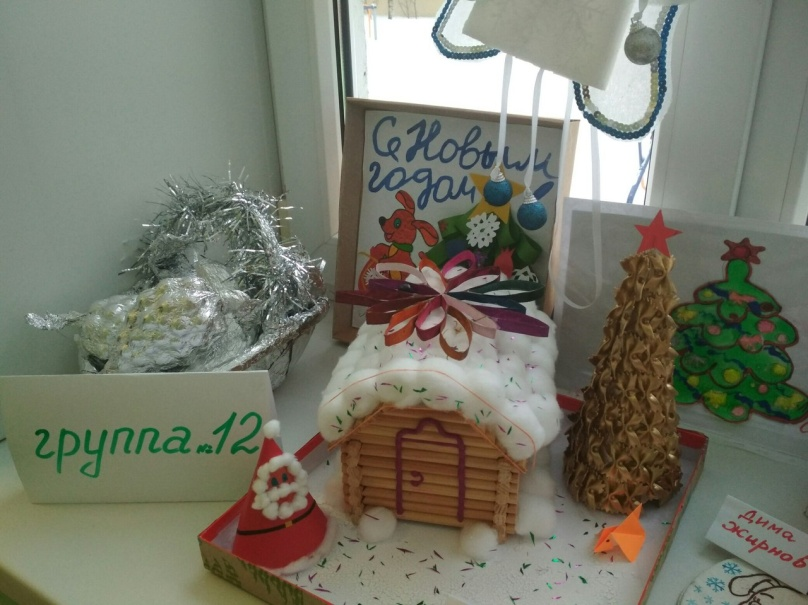 С Новым
годом
группа №12
Дима
Жирнов